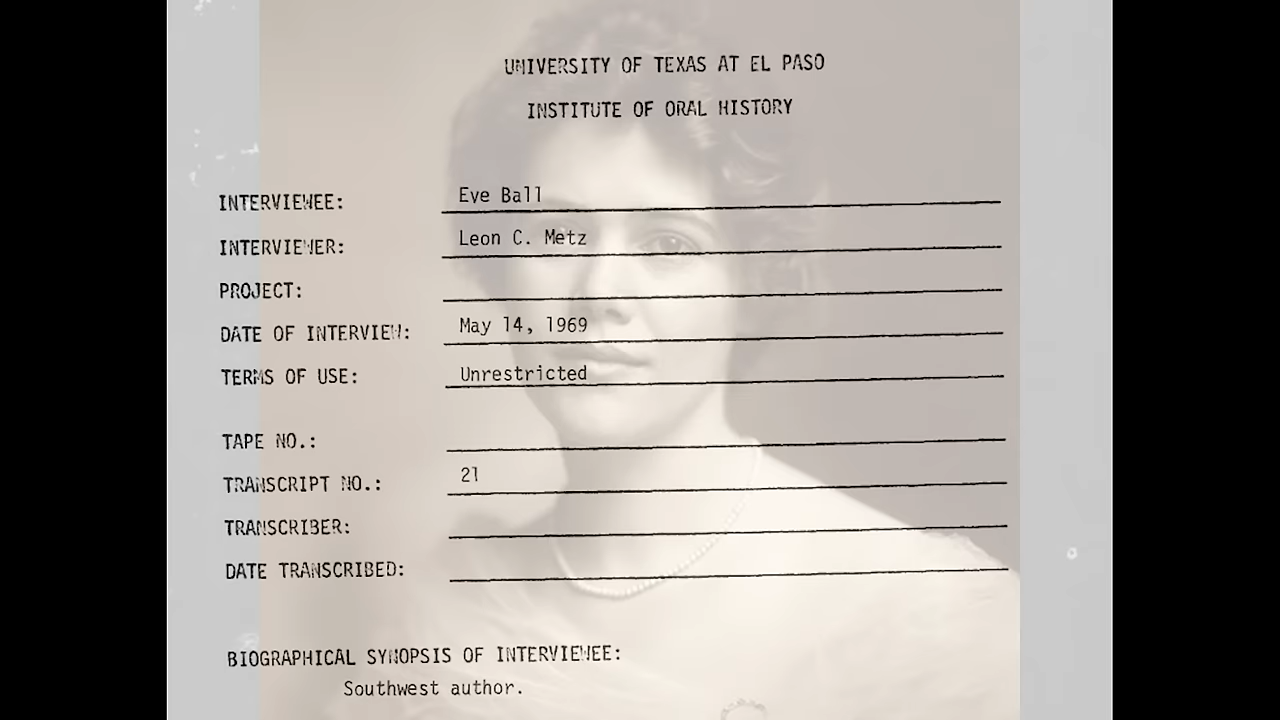 UNIVERSITY OF TEXAS AT EL PASO
INSTITUTE OF ORAL HISTORY
INTERVIEWEE: Eve Ball
INTERVIEWER: Leon C. Metz
PROJECT:
DATE OF INTERVIEW: May 14, 1969
TERMS OF USE: Unrestricted
TAPE NO.:
TRANSCRIPT NO.: 21
TRANSCRIBER:
DATE TRANSCRIBED:
BIOGRAPHICAL SYNOPSIS OF INTERVIEWEE:
Southwest author.